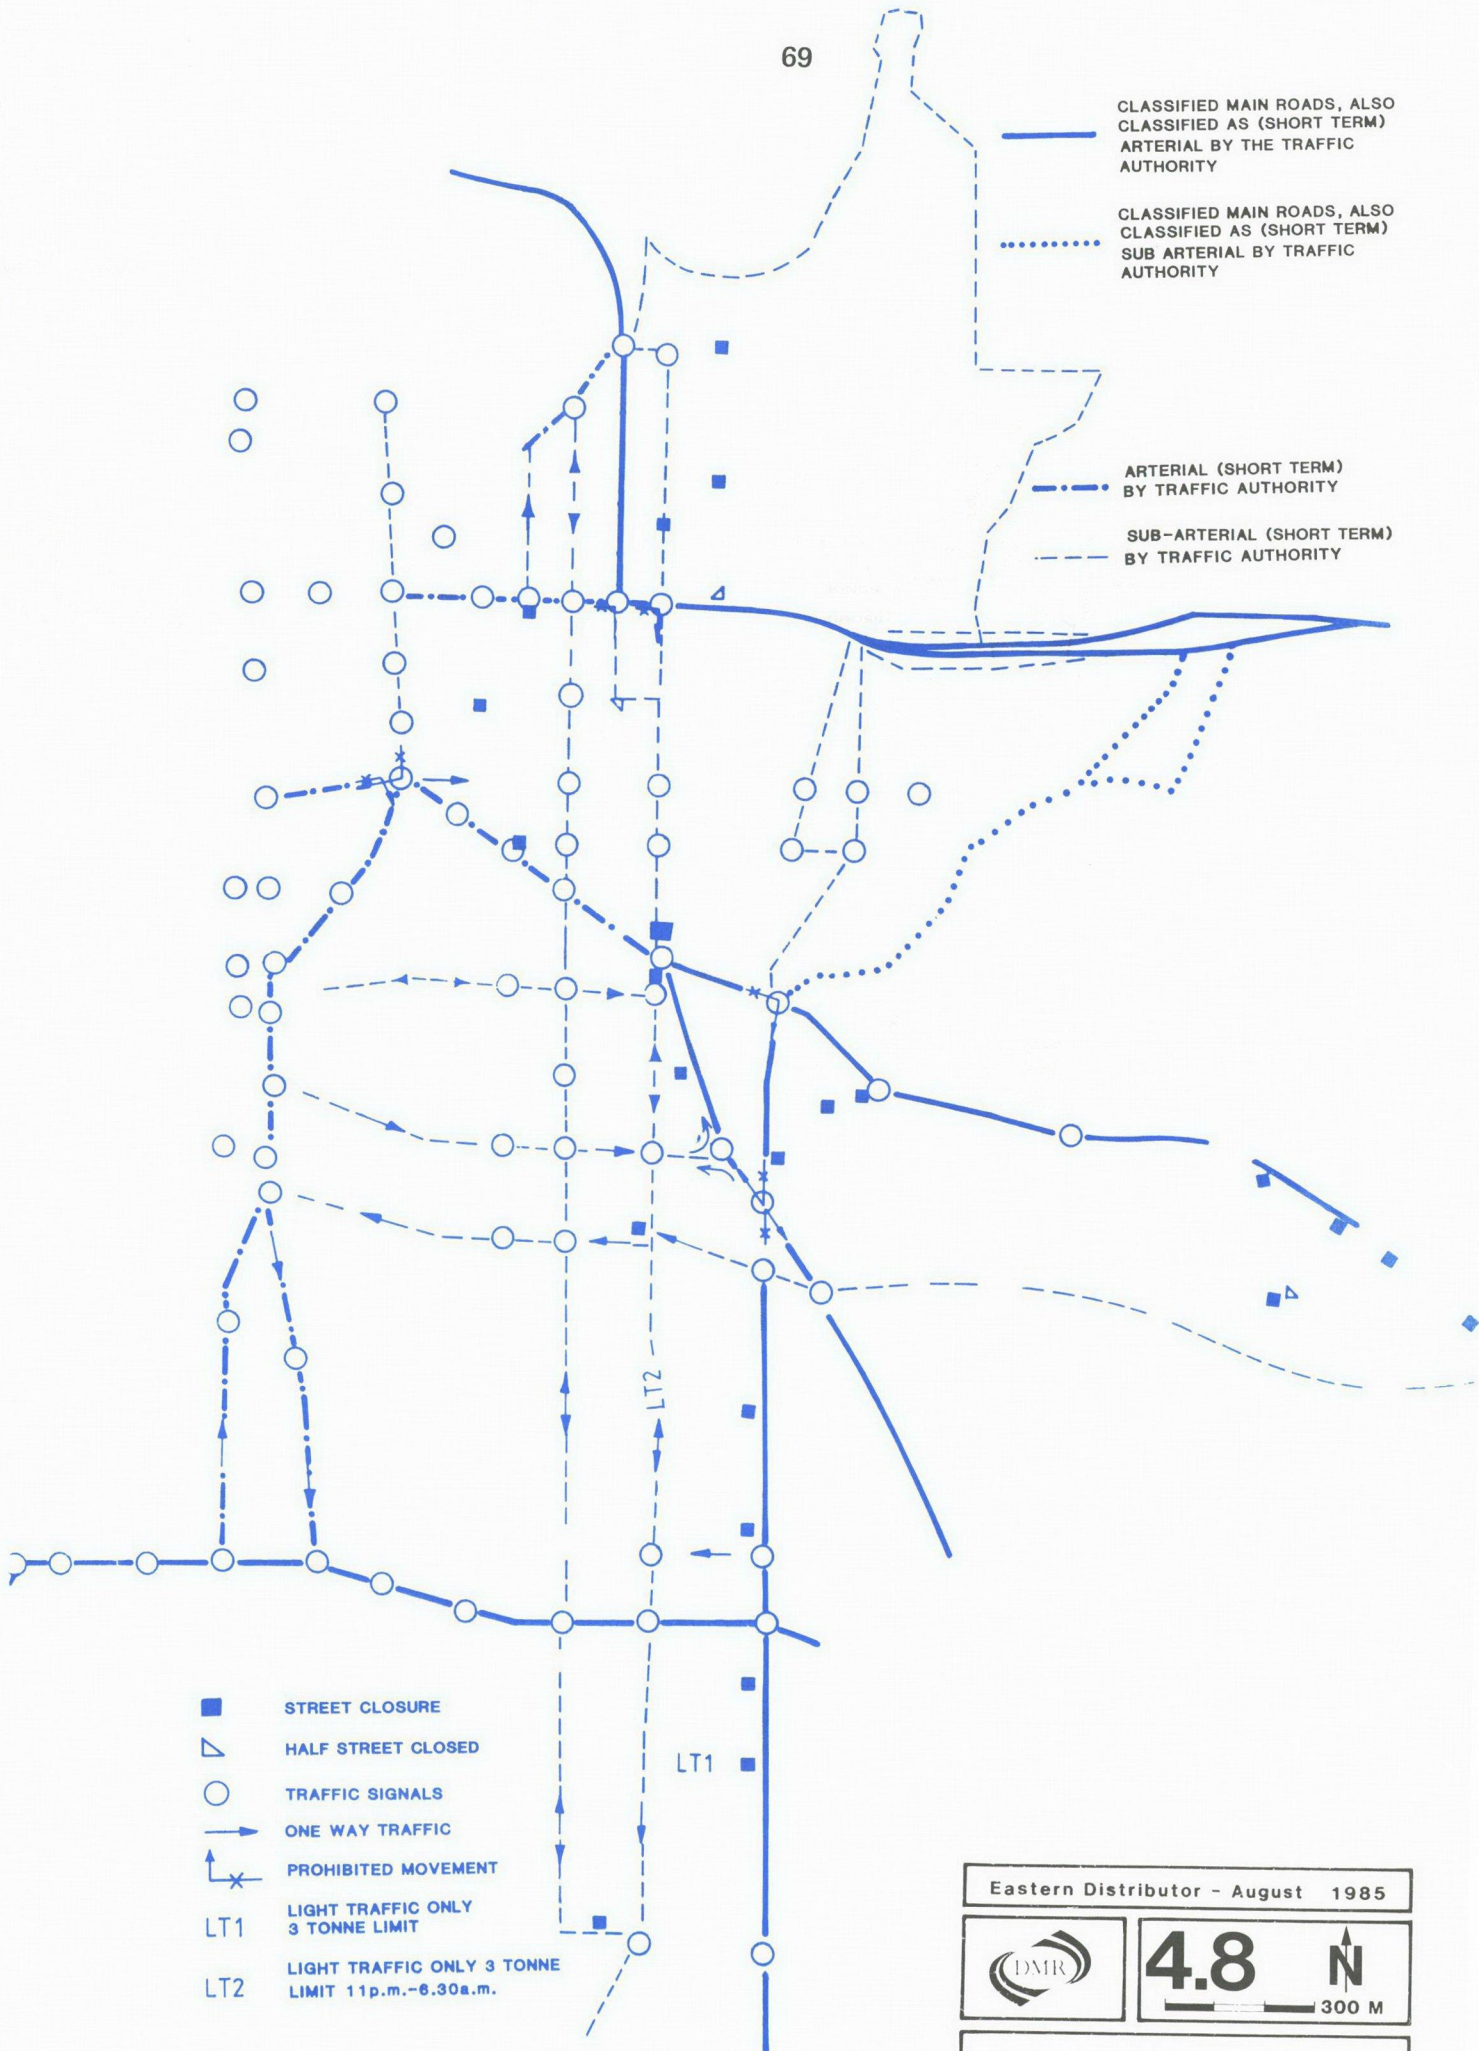 69
CLASSIFIED MAIN ROADS, ALSO
CLASSIFIED AS (SHORT TERM)
ARTERIAL BY THE TRAFFIC
AUTHORITY
CLASSIFIED MAIN ROADS, ALSO
CLASSIFIED AS (SHORT TERM)
SUB ARTERIAL BY TRAFFIC
AUTHORITY
ARTERIAL (SHORT TERM)
BY TRAFFIC AUTHORITY
SUB-ARTERIAL (SHORT TERM)
BY TRAFFIC AUTHORITY
LT2
LT1
STREET CLOSURE
HALF STREET CLOSED
TRAFFIC SIGNALS
ONE WAY TRAFFIC
PROHIBITED MOVEMENT
LT1 LIGHT TRAFFIC ONLY
3 TONNE LIMIT
LT2 LIGHT TRAFFIC ONLY 3 TONNE
LIMIT 11p.m.-6.30a.m.
Eastern Distributor - August 1985
DMR
4.8
N
300 M